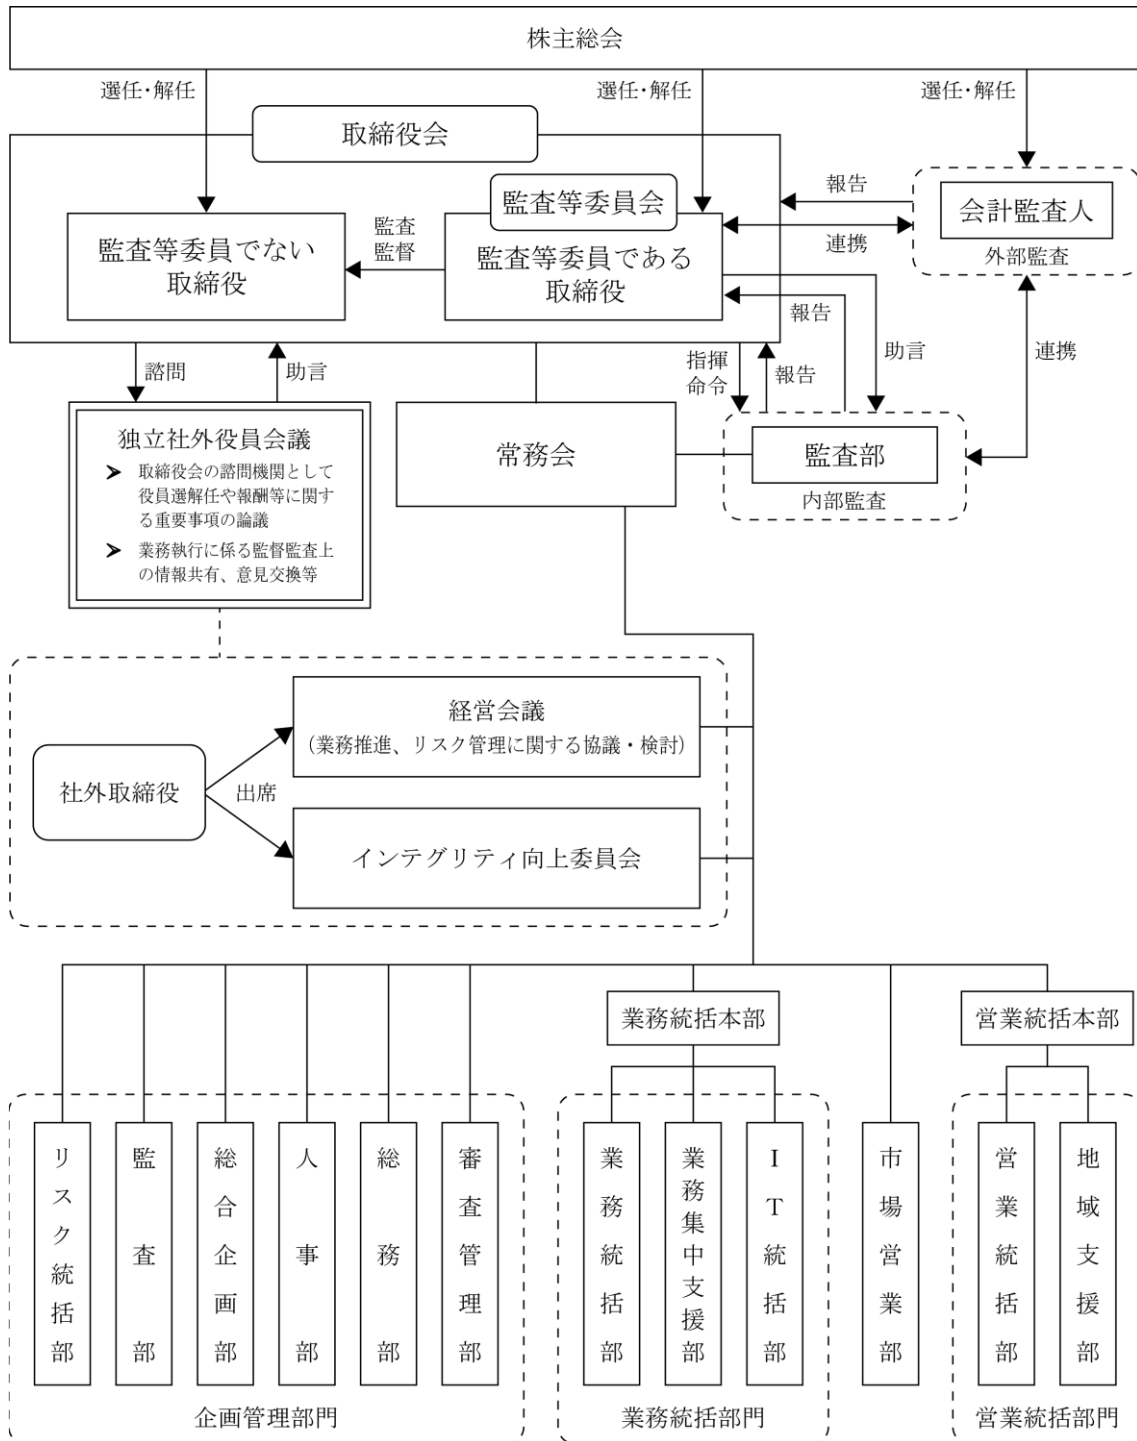 株主総会
選任・解任
選任・解任
選任・解任
取締役会
監査等委員会
監査等委員でない
取締役
監査
監督
監査等委員である
取締役
報告
連携
会計監査人
外部監査
報告
助言
連携
諮問
助言
指揮
命令
報告
独立社外役員会議
➢ 取締役会の諮問機関として
役員選解任や報酬等に関す
る重要事項の論議
➢ 業務執行に係る監督監査上
の情報共有、意見交換等
常務会
監査部
内部監査
社外取締役
出席
経営会議
(業務推進、リスク管理に関する協議・検討)
インテグリティ向上委員会
業務統括本部
営業統括本部
リスク統括部
監査部
総合企画部
人事部
総務部
審査管理部
業務統括部
業務集中支援部
IT統括部
市場営業部
営業統括部
地域支援部
企画管理部門
業務統括部門
営業統括部門